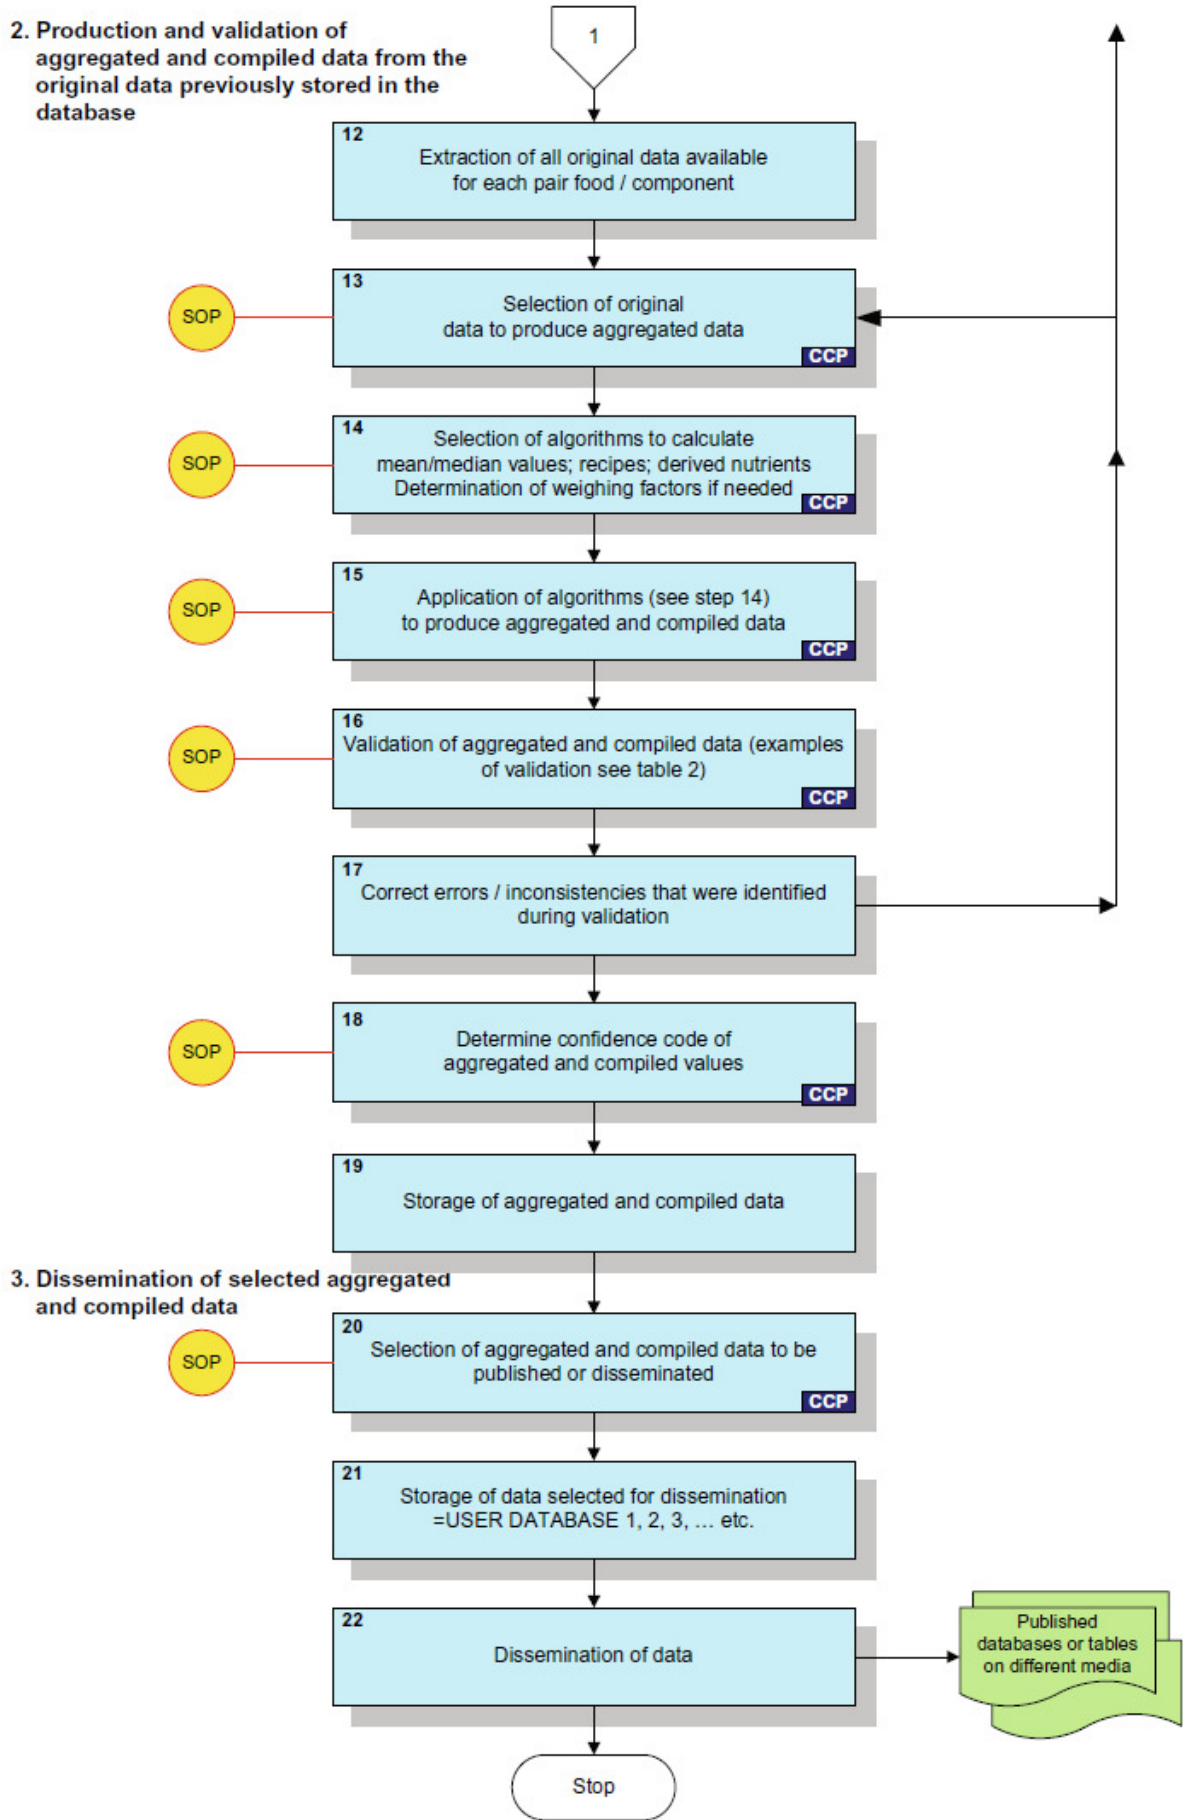 2. Production and validation of
aggregated and compiled data from the
original data previously stored in the
database
1
12
Extraction of all original data available
for each pair food / component
13
SOP
Selection of original
data to produce aggregated data
CCP
14
SOP
Selection of algorithms to calculate
mean/median values; recipes; derived nutrients
Determination of weighing factors if needed
CCP
15
SOP
Application of algorithms (see step 14)
to produce aggregated and compiled data
CCP
16
SOP
Validation of aggregated and compiled data (examples
of validation see table 2)
CCP
17
Correct errors / inconsistencies that were identified
during validation
18
SOP
Determine confidence code of
aggregated and compiled values
CCP
19
Storage of aggregated and compiled data
3. Dissemination of selected aggregated
and compiled data
20
SOP
Selection of aggregated and compiled data to be
published or disseminated
CCP
21
Storage of data selected for dissemination
=USER DATABASE 1, 2, 3, ... etc.
22
Dissemination of data
Published
databases or tables
on different media
Stop